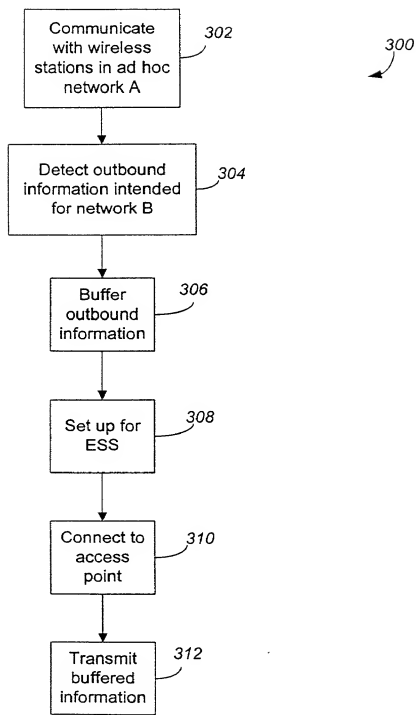 Communicate
with wireless
stations in ad hoc
network A
302
300
Detect outbound
information intended
for network B
304
Buffer
outbound
information
306
Set up for
ESS
308
Connect to
access
point
310
Transmit
buffered
information
312